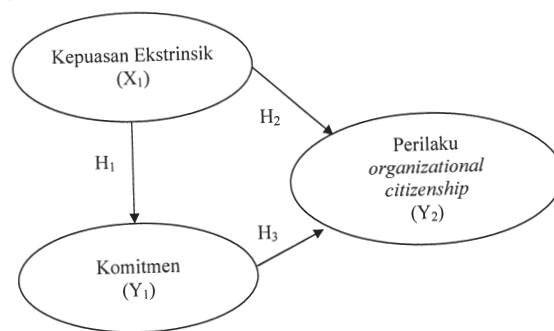 Kepuasan Ekstrinsik
(X₁)
H₂
H₁
Perilaku
organizational
citizenship
(Y₂)
H₃
Komitmen
(Y₁)